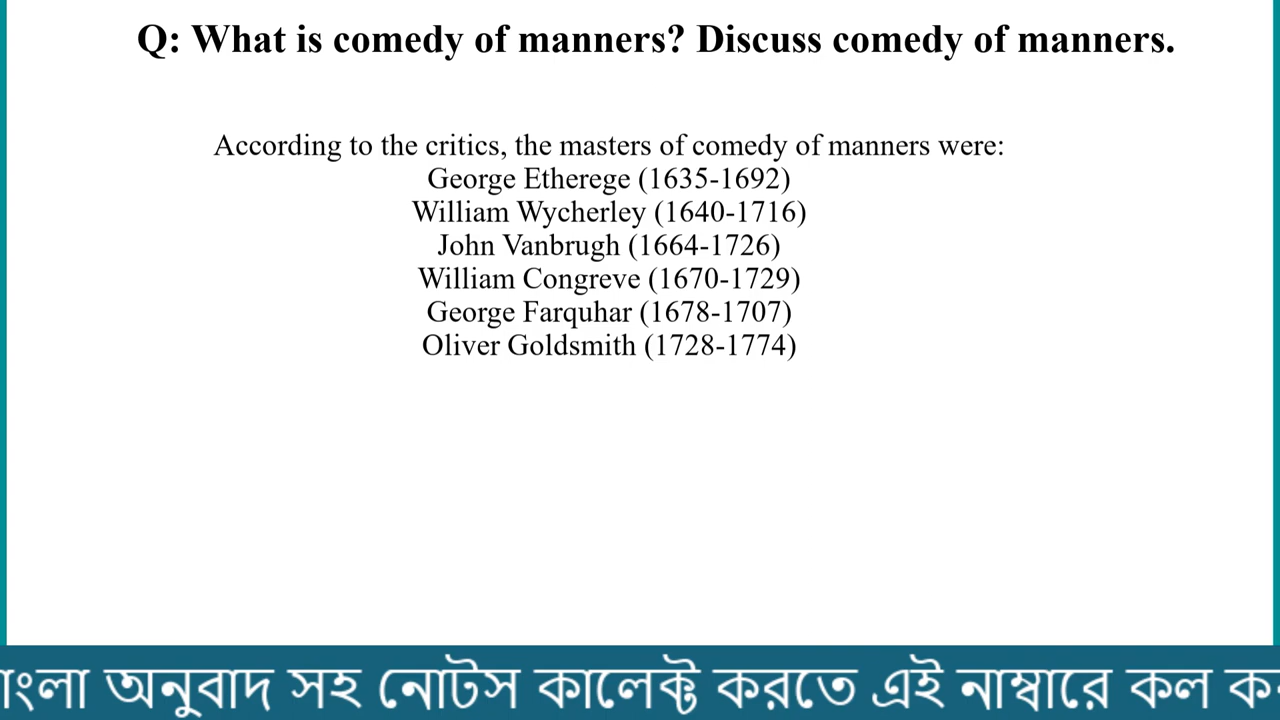 Q: What is comedy of manners? Discuss comedy of manners.
According to the critics, the masters of comedy of manners were:
George Etherege (1635-1692)
William Wycherley (1640-1716)
John Vanbrugh (1664-1726)
William Congreve (1670-1729)
George Farquhar (1678-1707)
Oliver Goldsmith (1728-1774)
অনুবাদ সহ নোটস কালেক্ট করতে এই নাম্বারে কল